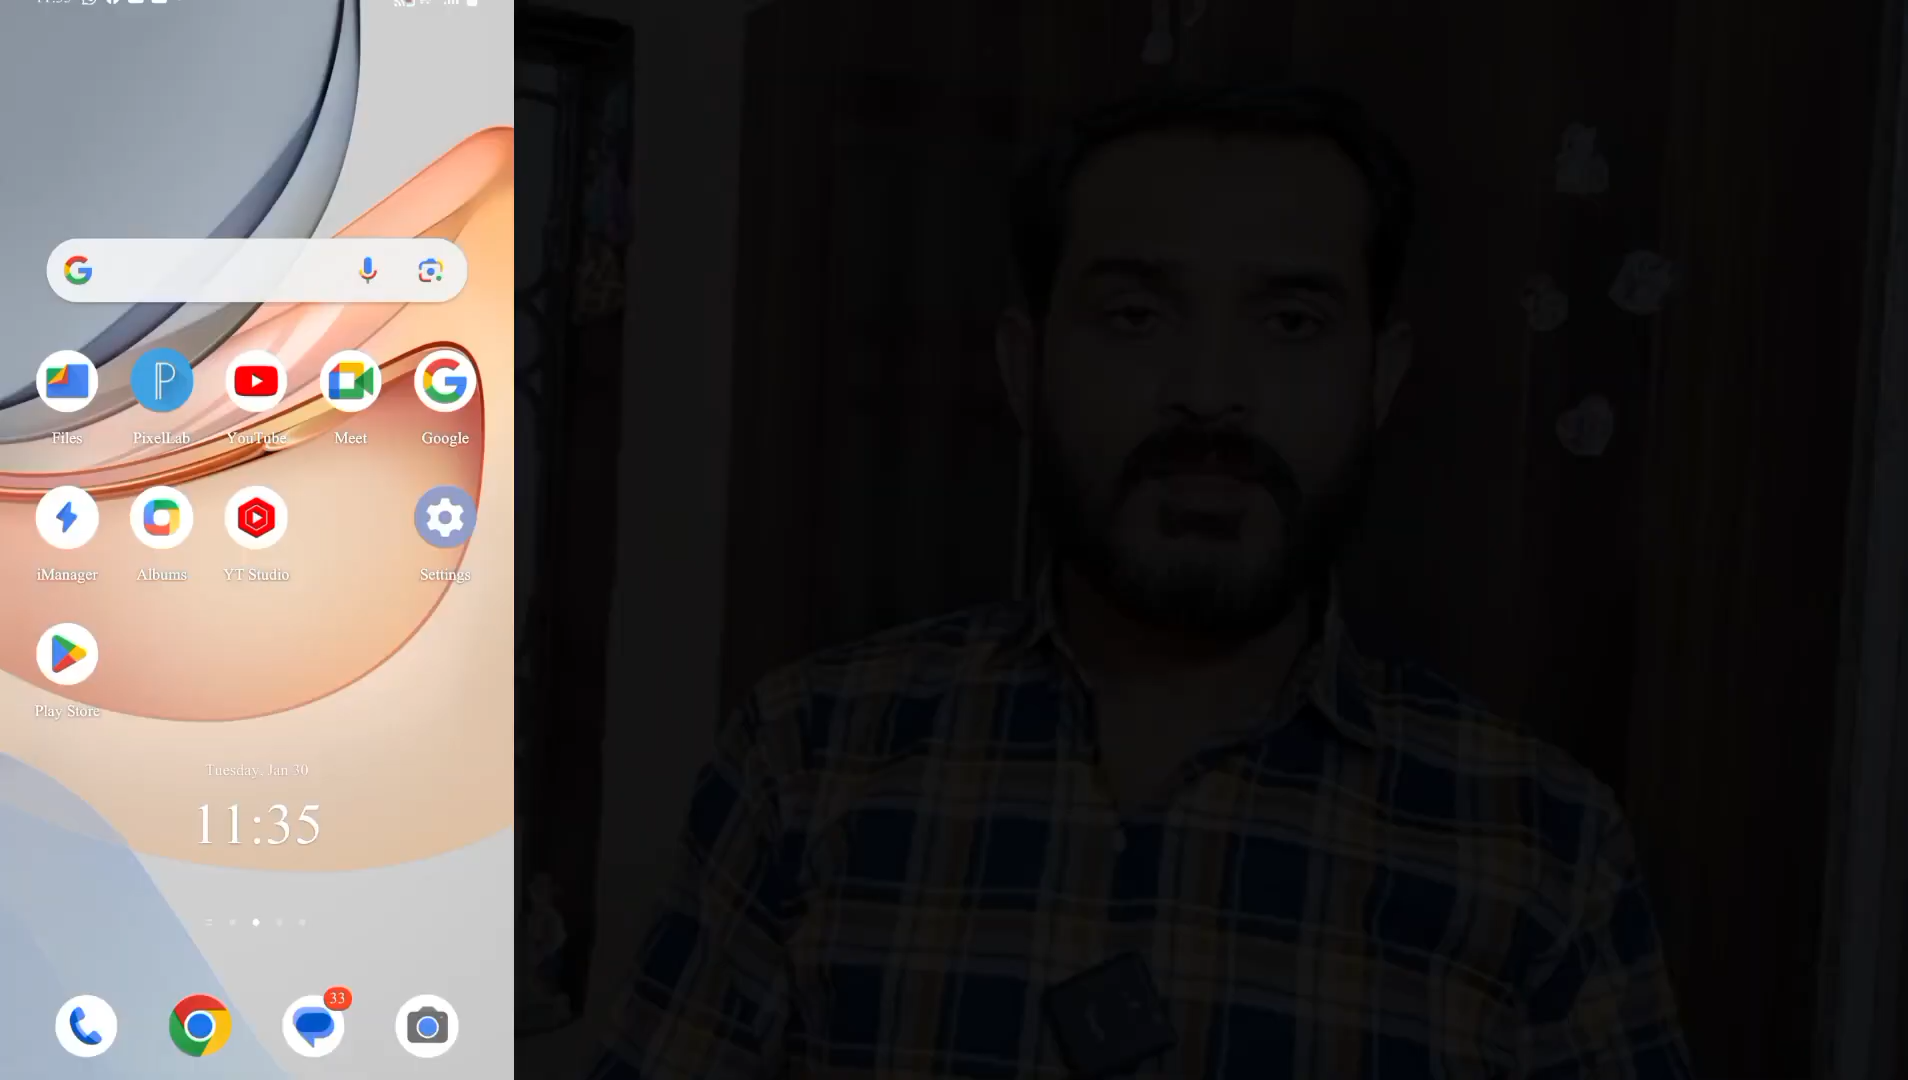 Files PixelLab YouTube Meet Google
iManager Albums YT Studio Settings
Play Store
Tuesday, Jan 30
11:35
33